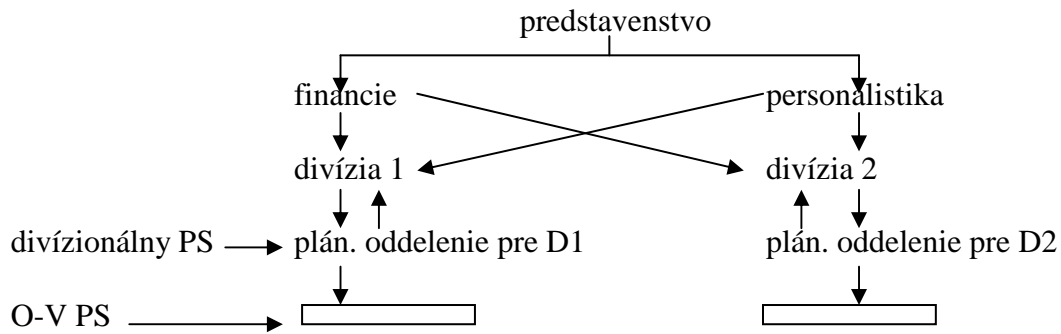 predstavenstvo
financie personalistika
divízia 1 divízia 2
divízionálny PS plán. oddelenie pre D1 plán. oddelenie pre D2
O-V PS